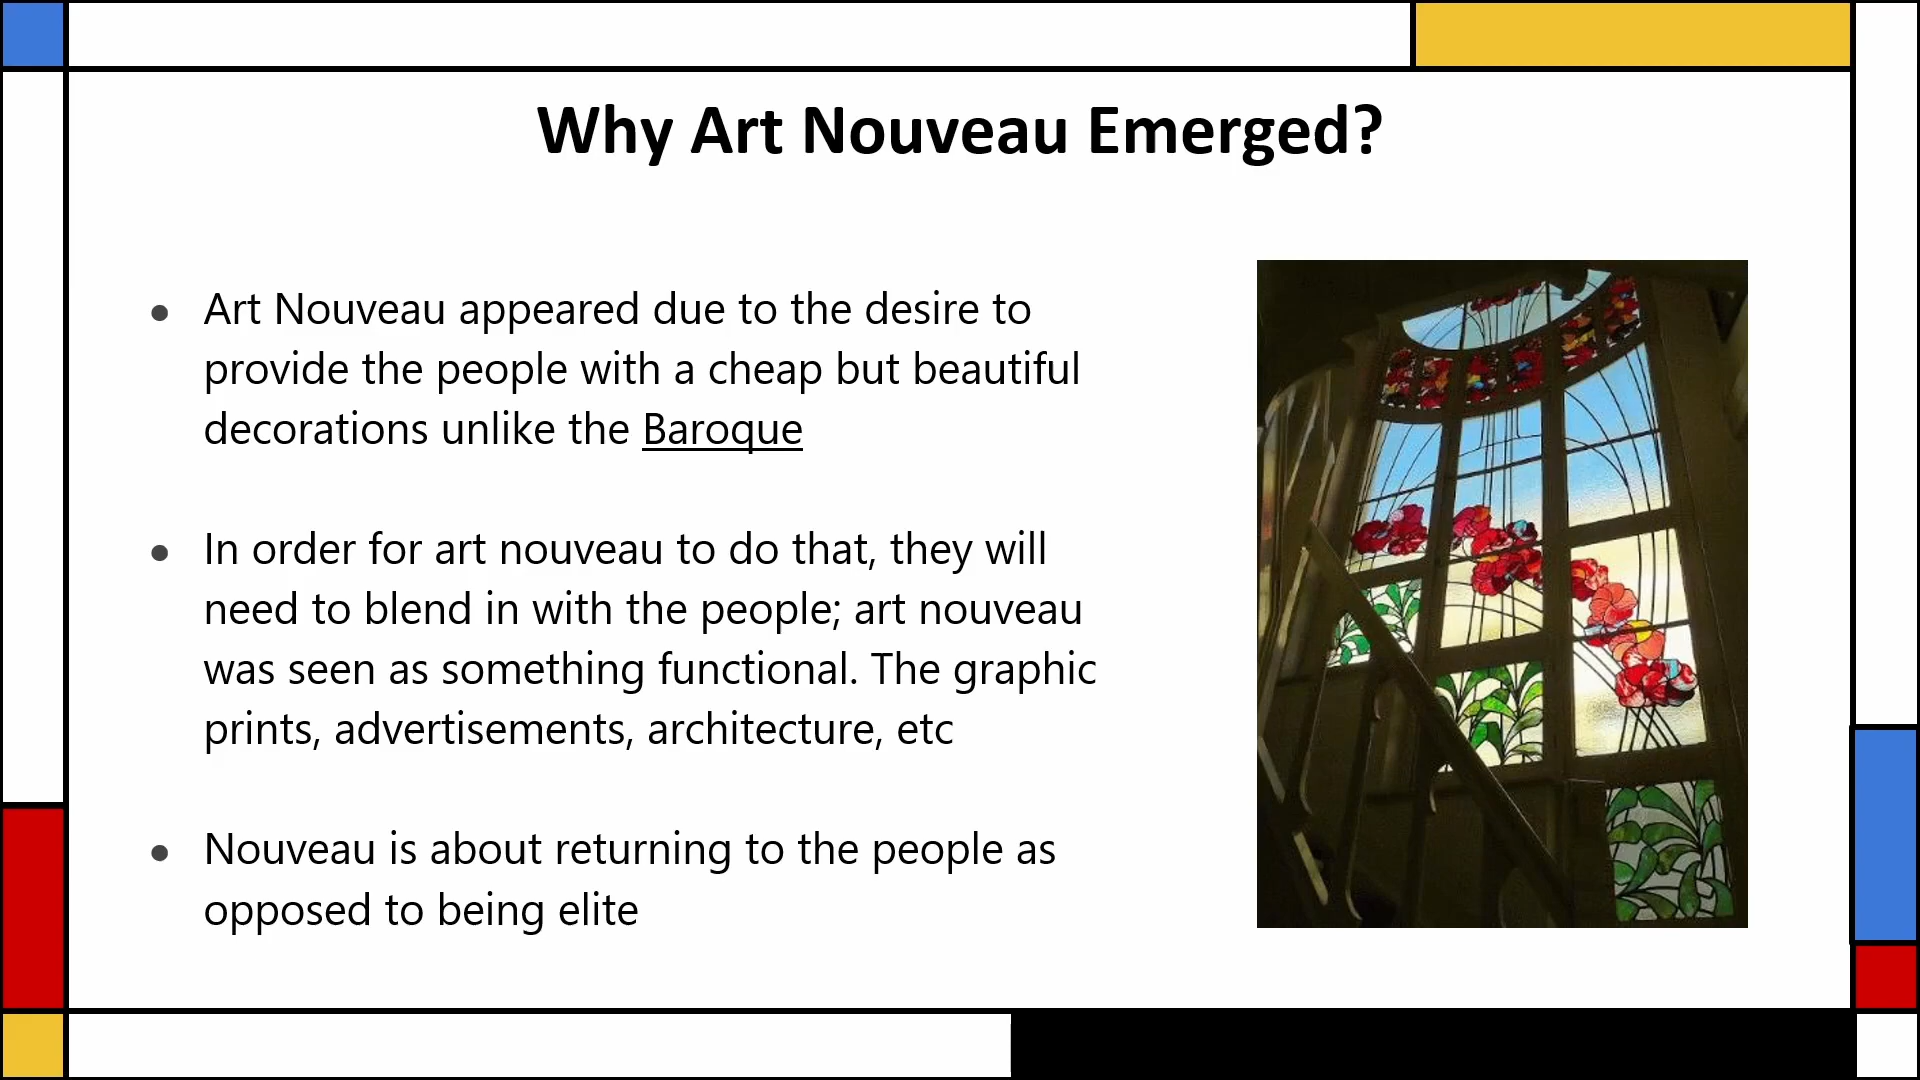 Why Art Nouveau Emerged?
● Art Nouveau appeared due to the desire to
provide the people with a cheap but beautiful
decorations unlike the Baroque
● In order for art nouveau to do that, they will
need to blend in with the people; art nouveau
was seen as something functional. The graphic
prints, advertisements, architecture, etc
● Nouveau is about returning to the people as
opposed to being elite